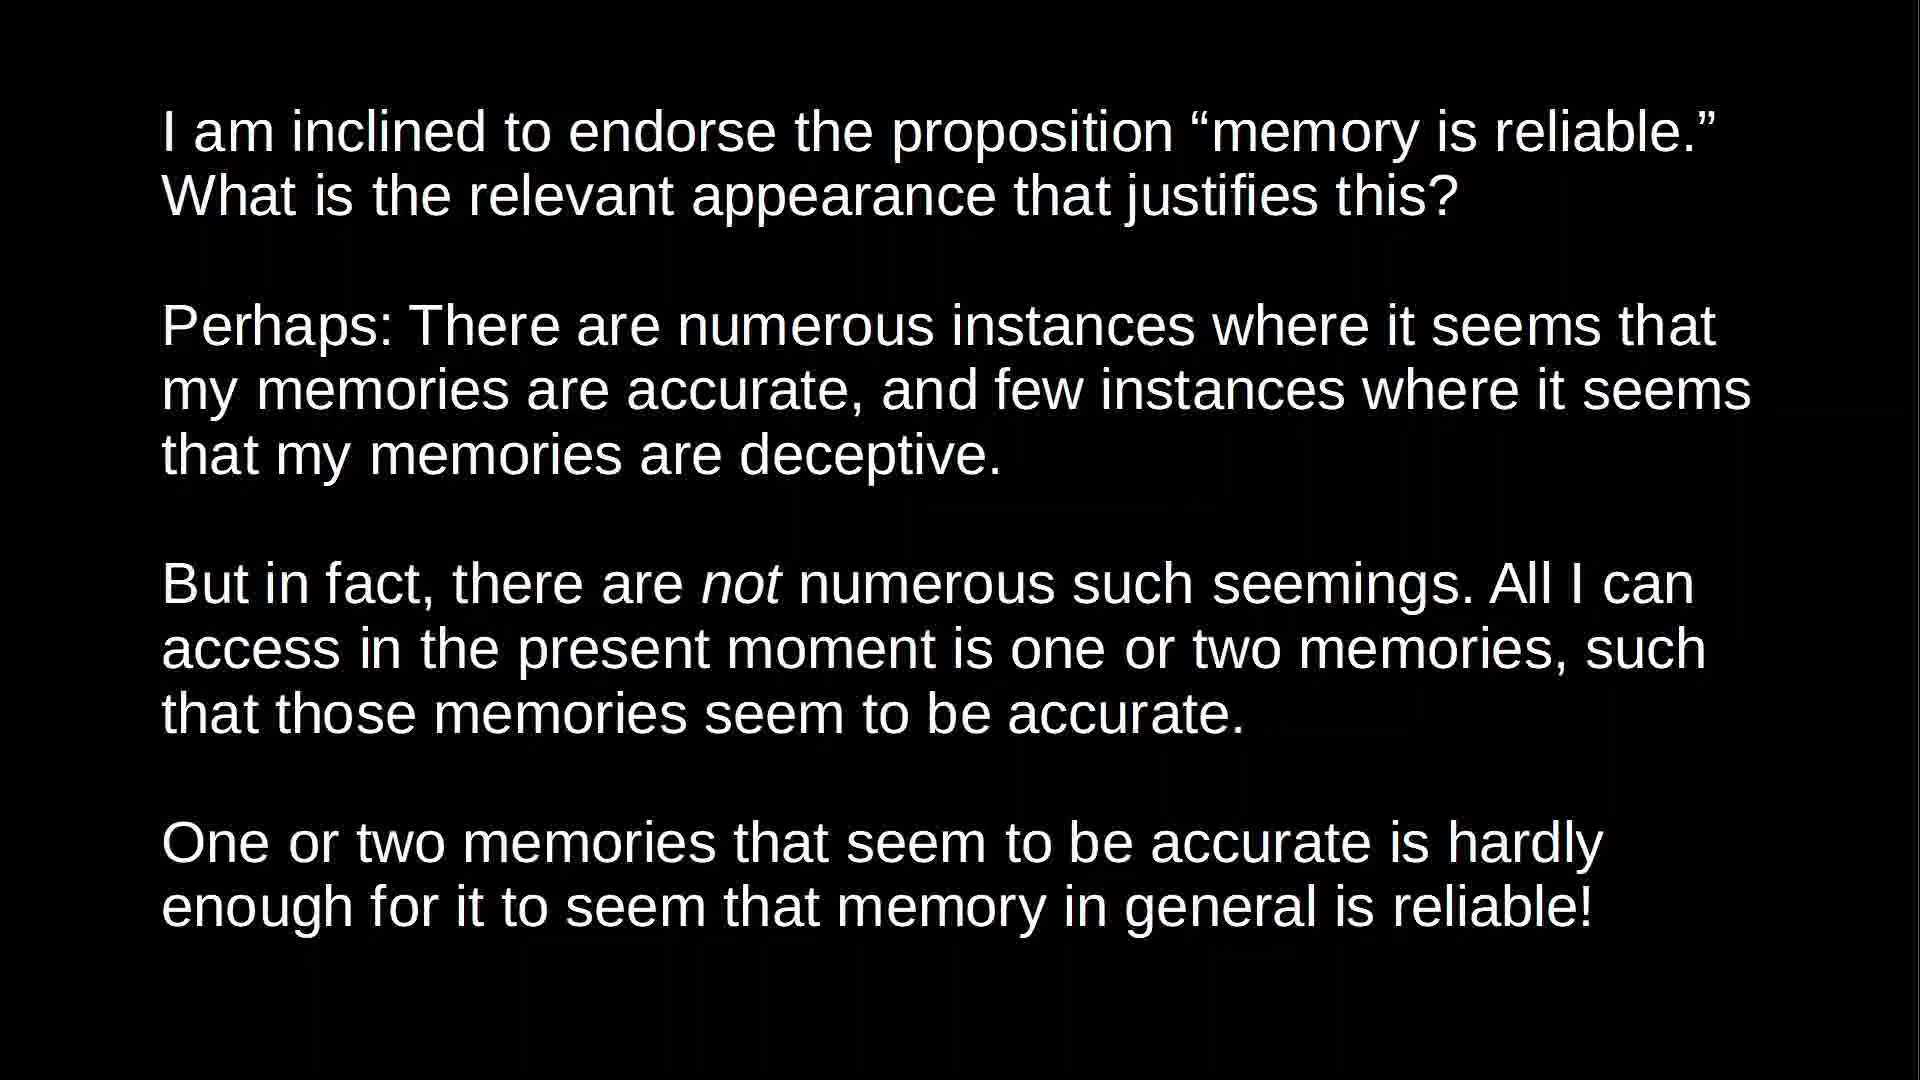 I am inclined to endorse the proposition “memory is reliable.”
What is the relevant appearance that justifies this?
Perhaps: There are numerous instances where it seems that
my memories are accurate, and few instances where it seems
that my memories are deceptive.
But in fact, there are not numerous such seemings. All I can
access in the present moment is one or two memories, such
that those memories seem to be accurate.
One or two memories that seem to be accurate is hardly
enough for it to seem that memory in general is reliable!